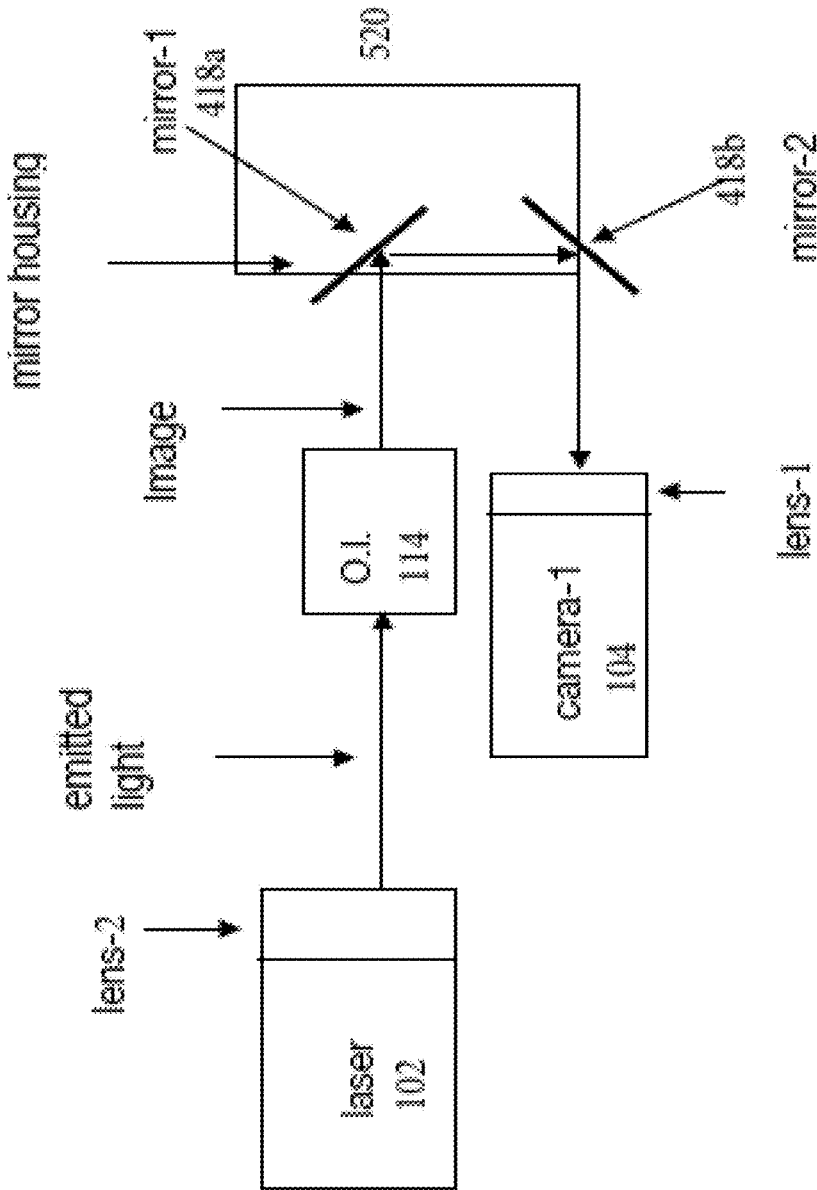 lens-2
laser
102
emitted
light
O.I.
114
Image
camera-1
104
lens-1
mirror housing
mirror-1
418a
520
418b
mirror-2